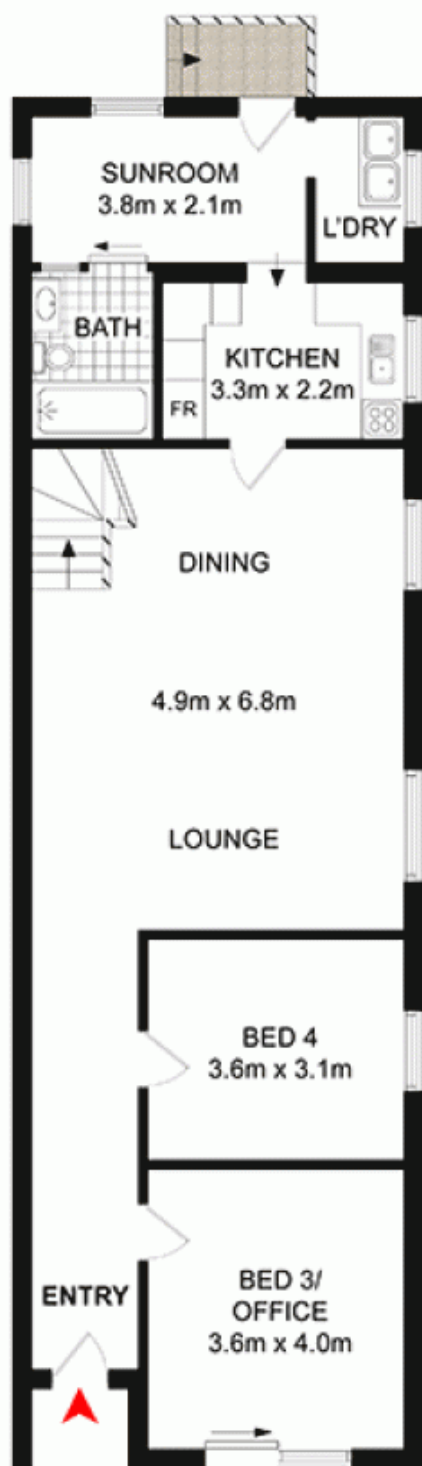 SUNROOM
3.8m x 2.1m
L'DRY
BATH
KITCHEN
3.3m x 2.2m
FR
DINING
4.9m x 6.8m
LOUNGE
BED 4
3.6m x 3.1m
ENTRY
BED 3/
OFFICE
3.6m x 4.0m